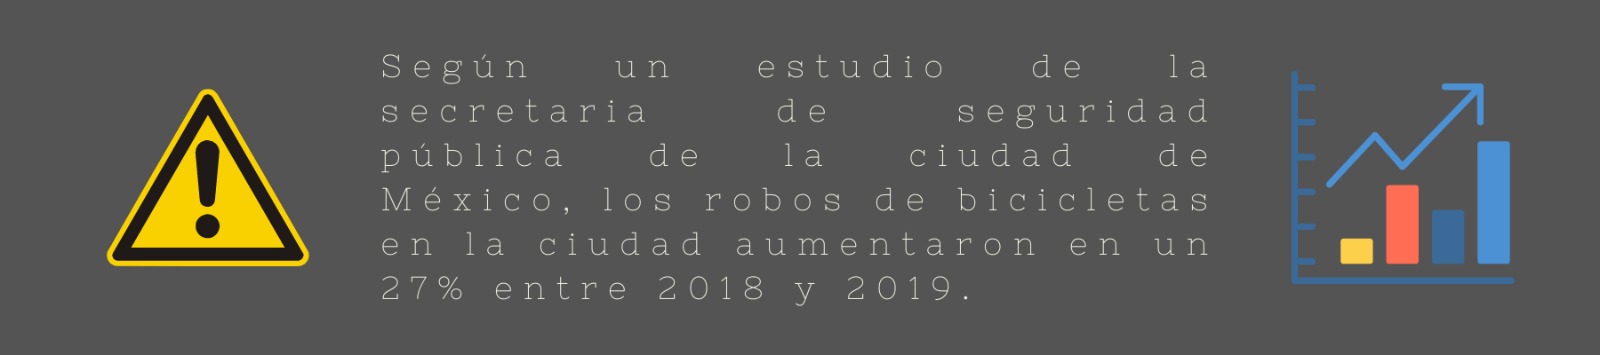 Según un estudio de la
secretaria de seguridad
pública de la ciudad de
México, los robos de bicicletas
en la ciudad aumentaron en un
27% entre 2018 y 2019.